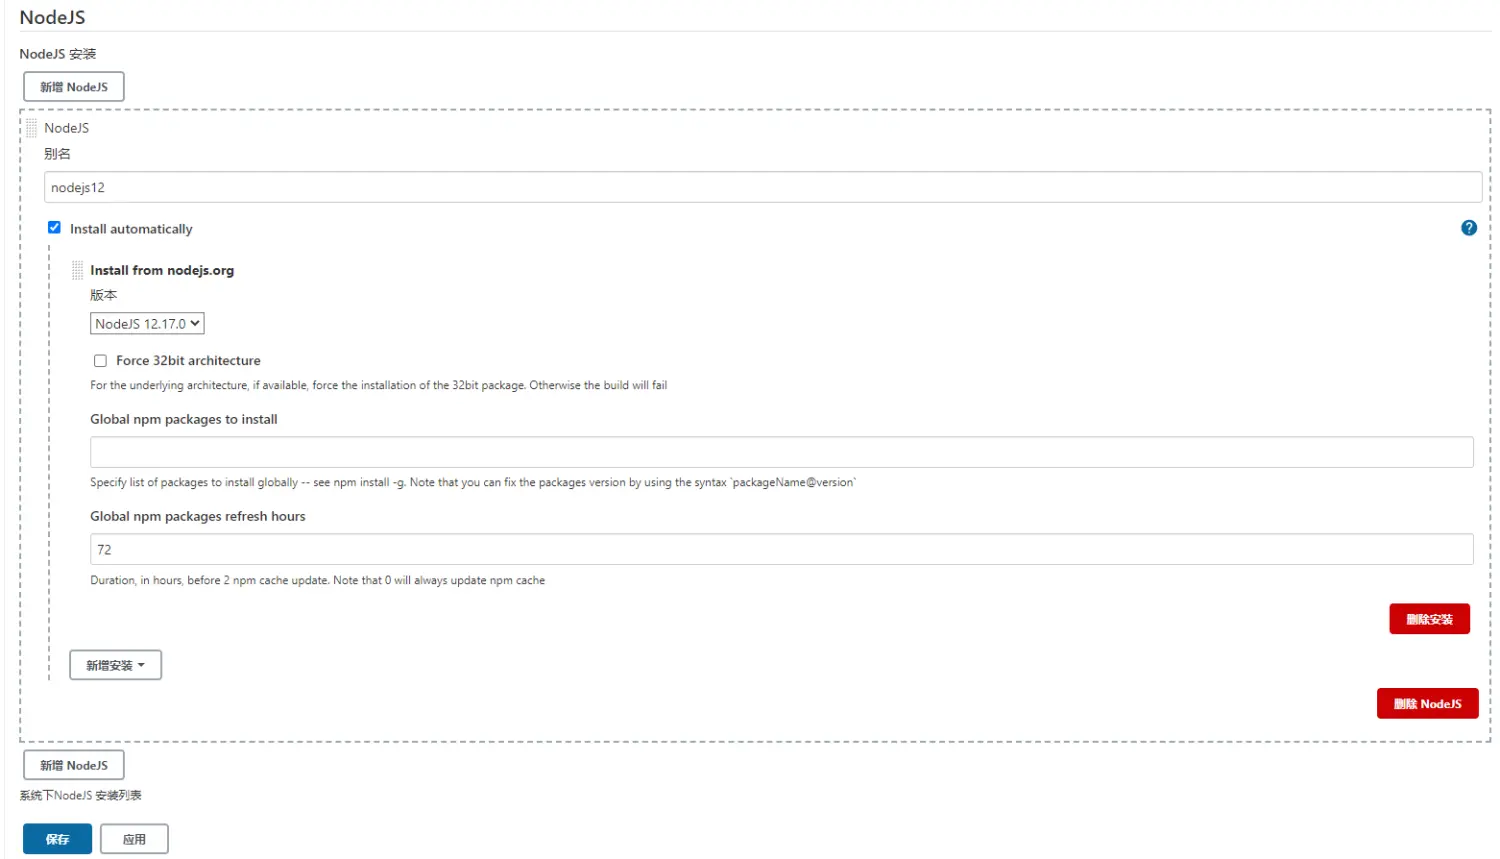 NodeJS
NodeJS 安装
新增 NodeJS
NodeJS
别名
nodejs12
Install automatically
?
Install from nodejs.org
版本
NodeJS 12.17.0
Force 32bit architecture
For the underlying architecture, if available, force the installation of the 32bit package. Otherwise the build will fail
Global npm packages to install
Specify list of packages to install globally -- see npm install -g. Note that you can fix the packages version by using the syntax `packageName@version`
Global npm packages refresh hours
72
Duration, in hours, before 2 npm cache update. Note that 0 will always update npm cache
删除安装
新增安装
删除 NodeJS
新增 NodeJS
系统下NodeJS 安装列表
保存 应用